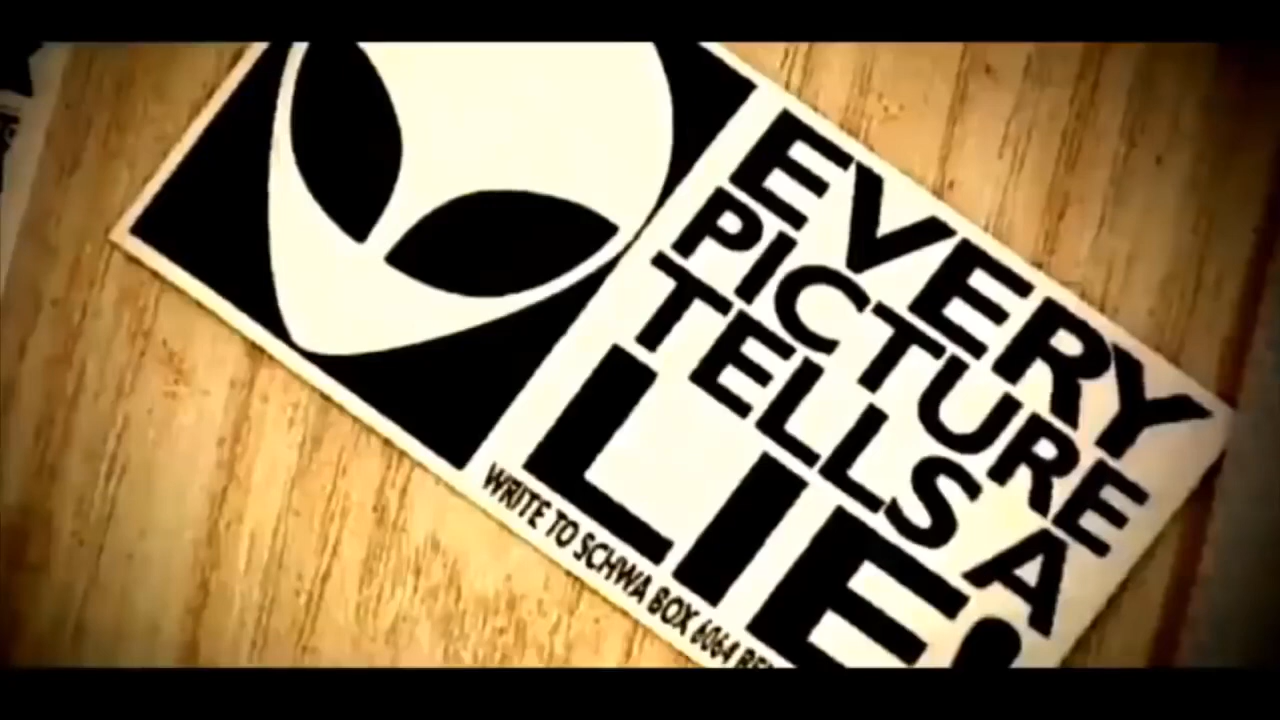 EVERY
PICTURE
TELLS A
LIE!
WRITE TO SCHWA BOX 6064